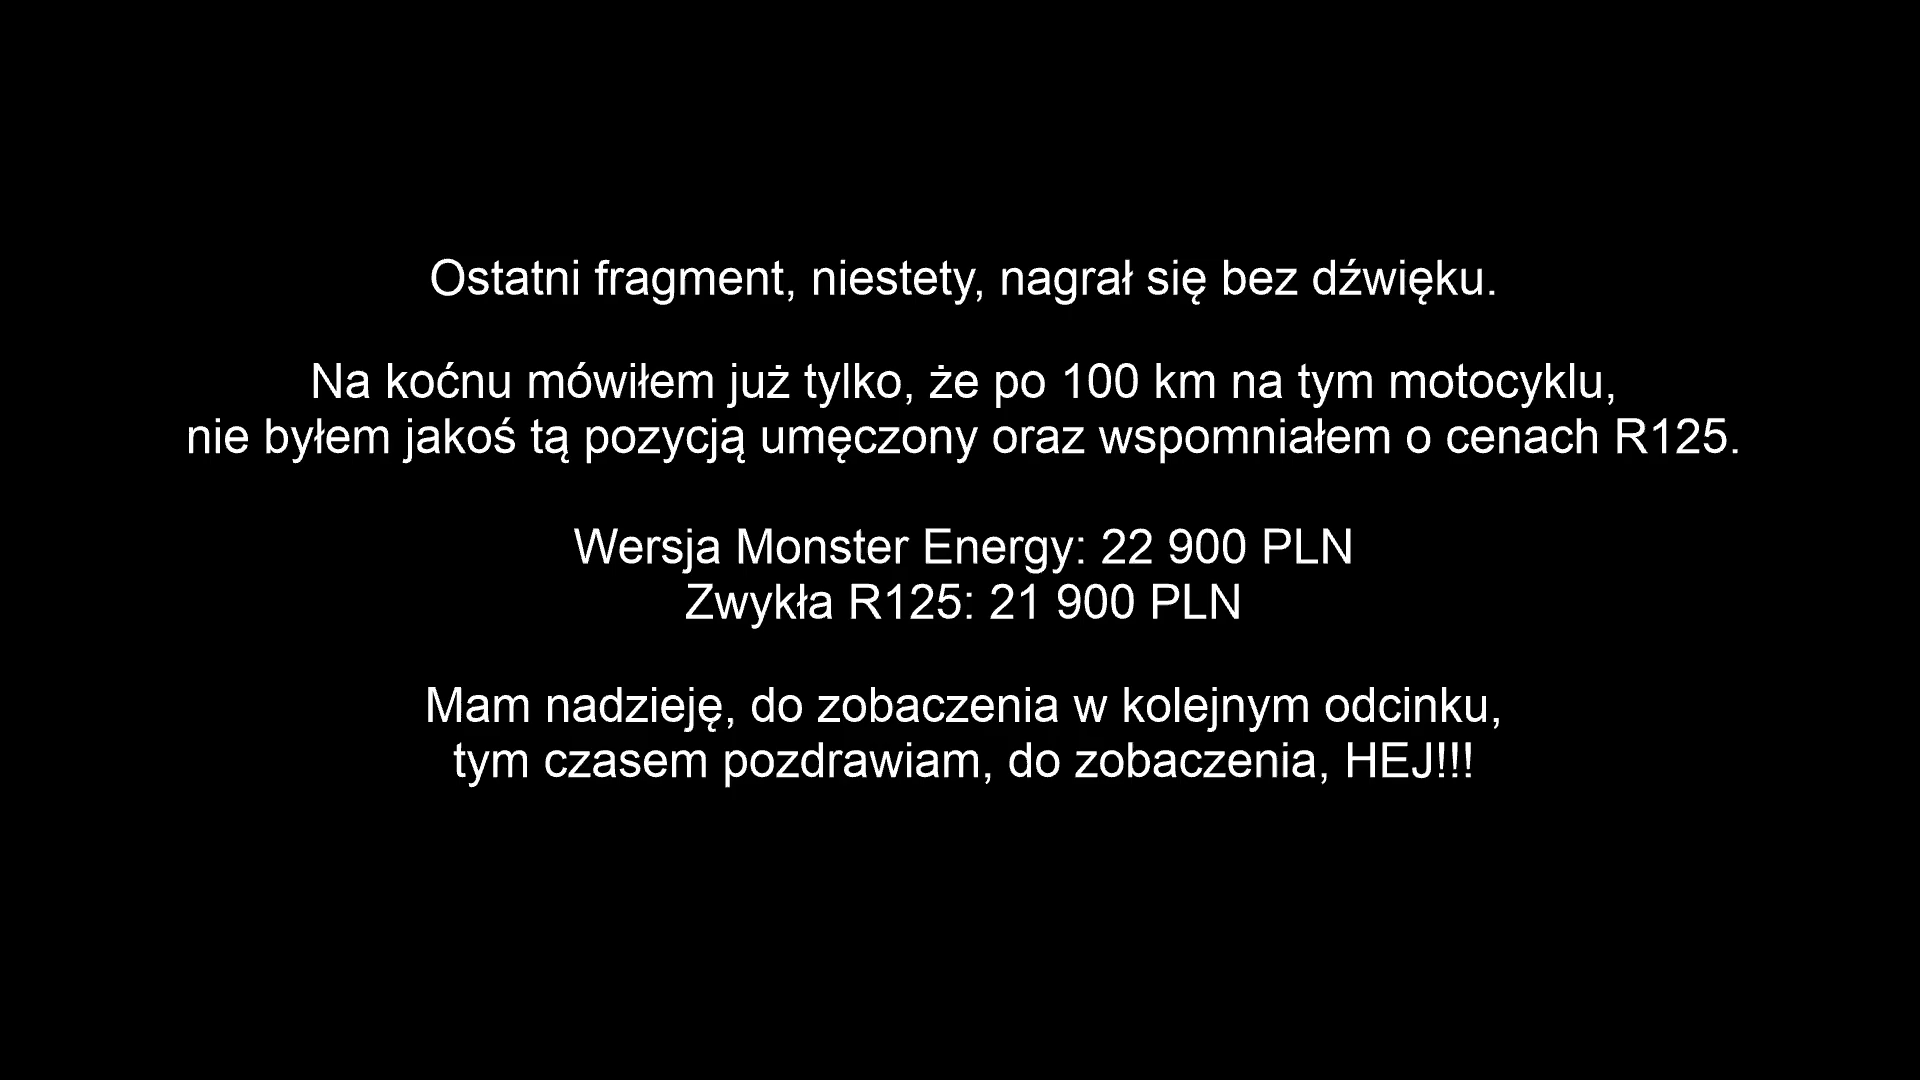 Ostatni fragment, niestety, nagrał się bez dźwięku.
Na koćnu mówiłem już tylko, że po 100 km na tym motocyklu,
nie byłem jakoś tą pozycją umęczony oraz wspomniałem o cenach R125.
Wersja Monster Energy: 22 900 PLN
Zwykła R125: 21 900 PLN
Mam nadzieję, do zobaczenia w kolejnym odcinku,
tym czasem pozdrawiam, do zobaczenia, HEJ!!!